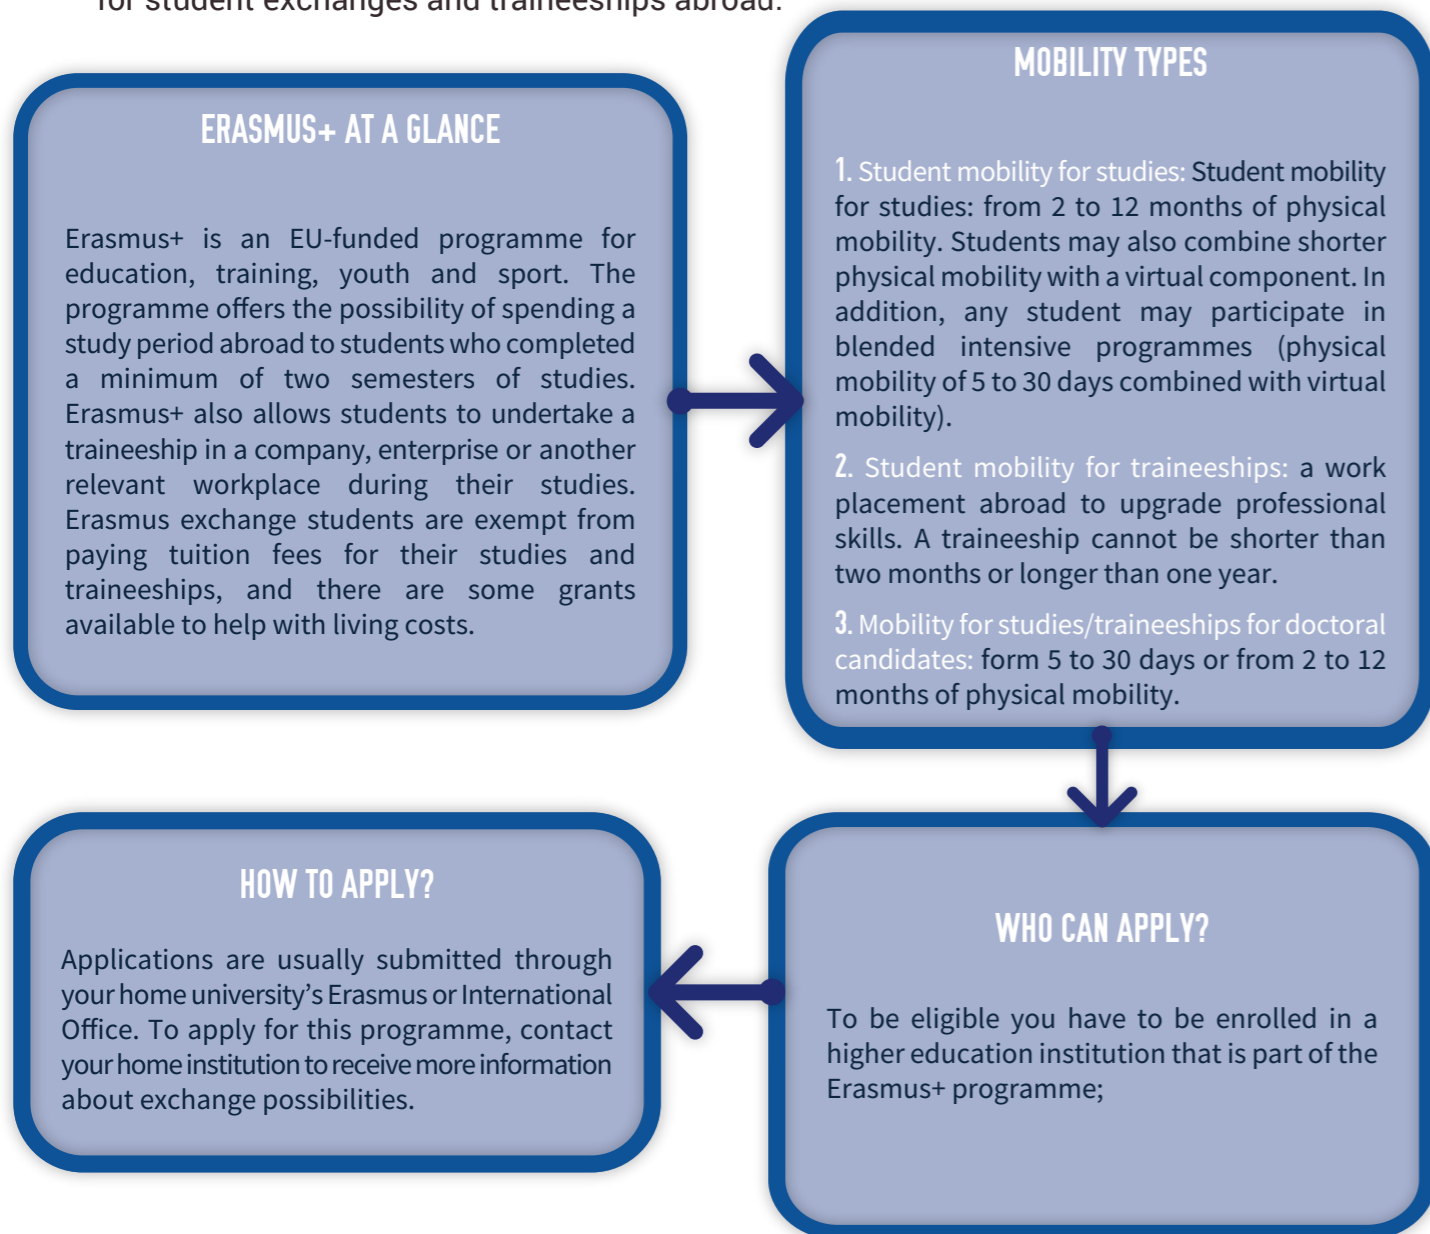 for student exchanges and traineeships abroad.
ERASMUS+ AT A GLANCE
Erasmus+ is an EU-funded programme for
education, training, youth and sport. The
programme offers the possibility of spending a
study period abroad to students who completed
a minimum of two semesters of studies.
Erasmus+ also allows students to undertake a
traineeship in a company, enterprise or another
relevant workplace during their studies.
Erasmus exchange students are exempt from
paying tuition fees for their studies and
traineeships, and there are some grants
available to help with living costs.
MOBILITY TYPES
1. Student mobility for studies: Student mobility
for studies: from 2 to 12 months of physical
mobility. Students may also combine shorter
physical mobility with a virtual component. In
addition, any student may participate in
blended intensive programmes (physical
mobility of 5 to 30 days combined with virtual
mobility).
2. Student mobility for traineeships: a work
placement abroad to upgrade professional
skills. A traineeship cannot be shorter than
two months or longer than one year.
3. Mobility for studies/traineeships for doctoral
candidates: form 5 to 30 days or from 2 to 12
months of physical mobility.
WHO CAN APPLY?
To be eligible you have to be enrolled in a
higher education institution that is part of the
Erasmus+ programme;
HOW TO APPLY?
Applications are usually submitted through
your home university's Erasmus or International
Office. To apply for this programme, contact
your home institution to receive more information
about exchange possibilities.